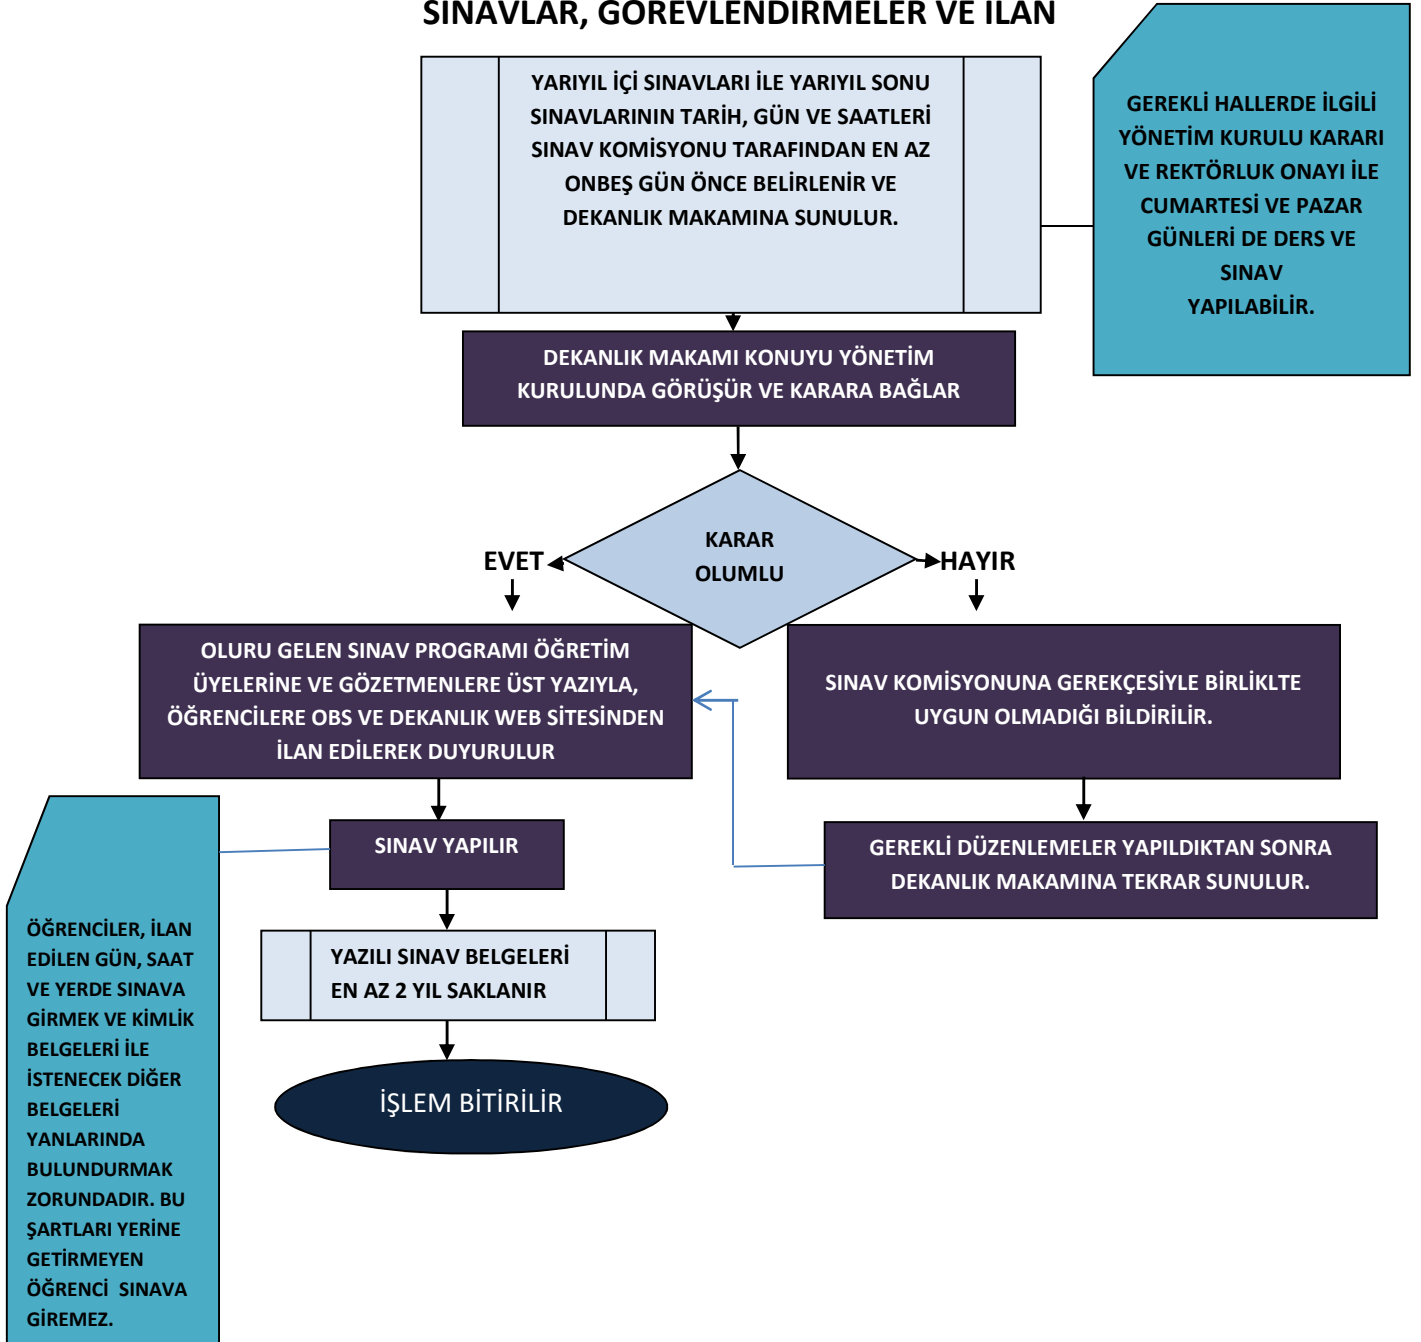 SINAVLAR, GÖREVLENDİRMELER VE İLAN
YARIYIL İÇİ SINAVLARI İLE YARIYIL SONU
SINAVLARININ TARİH, GÜN VE SAATLERİ
SINAV KOMİSYONU TARAFINDAN EN AZ
ONBEŞ GÜN ÖNCE BELİRLENİR VE
DEKANLIK MAKAMINA SUNULUR.
GEREKLİ HALLERDE İLGİLİ
YÖNETİM KURULU KARARI
VE REKTÖRLUK ONAYI İLE
CUMARTESİ VE PAZAR
GÜNLERİ DE DERS VE
SINAV
YAPILABİLİR.
DEKANLIK MAKAMI KONUYU YÖNETİM
KURULUNDA GÖRÜŞÜR VE KARARA BAĞLAR
KARAR
OLUMLU
EVET
HAYIR
OLURU GELEN SINAV PROGRAMI ÖĞRETİM
ÜYELERİNE VE GÖZETMENLERE ÜST YAZIYLA,
ÖĞRENCİLERE OBS VE DEKANLIK WEB SİTESİNDEN
İLAN EDİLEREK DUYURULUR
SINAV KOMİSYONUNA GEREKÇESİYLE BİRLİKLTE
UYGUN OLMADIĞI BİLDİRİLİR.
SINAV YAPILIR
GEREKLİ DÜZENLEMELER YAPILDIKTAN SONRA
DEKANLIK MAKAMINA TEKRAR SUNULUR.
ÖĞRENCİLER, İLAN
EDİLEN GÜN, SAAT
VE YERDE SINAVA
GİRMEK VE KİMLİK
BELGELERİ İLE
İSTENECEK DİĞER
BELGELERİ
YANLARINDA
BULUNDURMAK
ZORUNDADIR. BU
ŞARTLARI YERİNE
GETİRMEYEN
ÖĞRENCİ SINAVA
GİREMEZ.
YAZILI SINAV BELGELERİ
EN AZ 2 YIL SAKLANIR
İŞLEM BİTİRİLİR